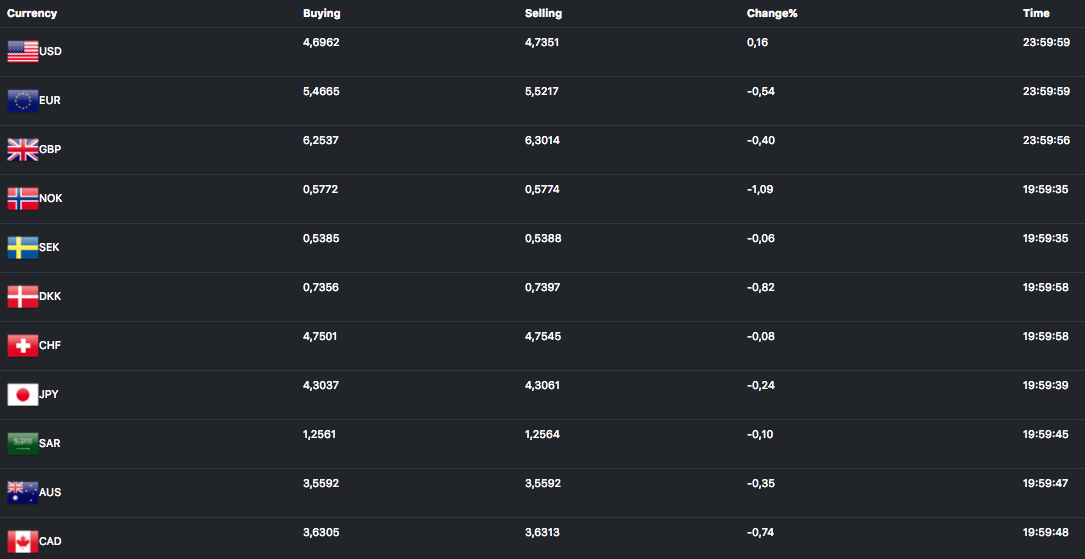 Currency Buying Selling Change% Time
USD 4,6962 4,7351 0,16 23:59:59
EUR 5,4665 5,5217 -0,54 23:59:59
GBP 6,2537 6,3014 -0,40 23:59:56
NOK 0,5772 0,5774 -1,09 19:59:35
SEK 0,5385 0,5388 -0,06 19:59:35
DKK 0,7356 0,7397 -0,82 19:59:58
CHF 4,7501 4,7545 -0,08 19:59:58
JPY 4,3037 4,3061 -0,24 19:59:39
SAR 1,2561 1,2564 -0,10 19:59:45
AUS 3,5592 3,5592 -0,35 19:59:47
CAD 3,6305 3,6313 -0,74 19:59:48